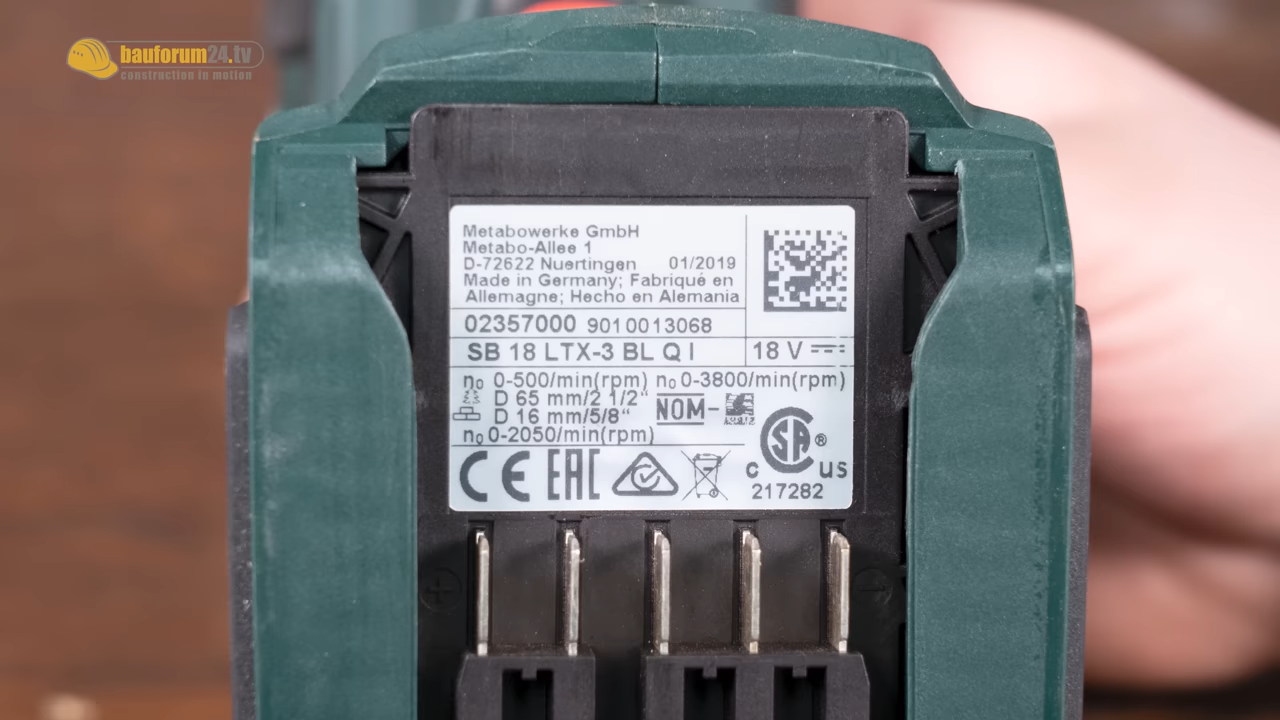 bauforum24.tv
construction in motion
Metabowerke GmbH
Metabo-Allee 1
D-72622 Nuertingen 01/2019
Made in Germany; Fabriqué en
Allemagne; Hecho en Alemania
02357000 9010013068
SB 18 LTX-3 BL Q I 18 V
n₀ 0-500/min(rpm) n₀ 0-3800/min(rpm)
D 65 mm/2 1/2“
D 16 mm/5/8“
NOM-
n₀ 0-2050/min(rpm)
CE EAC
C SA ® US
217282